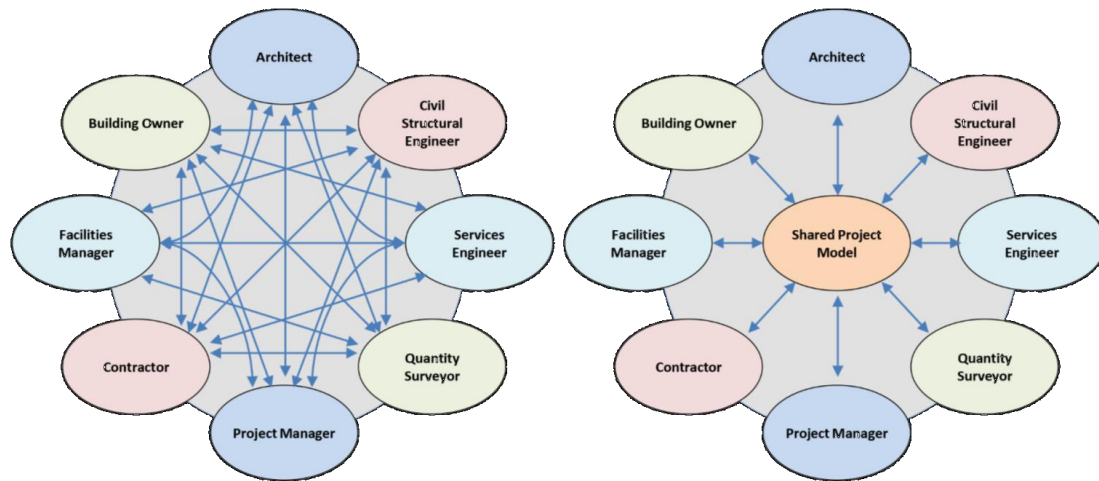 Architect
Building Owner
Civil
Structural
Engineer
Facilities
Manager
Services
Engineer
Contractor
Quantity
Surveyor
Project Manager
Architect
Building Owner
Civil
Structural
Engineer
Facilities
Manager
Shared Project
Model
Services
Engineer
Contractor
Quantity
Surveyor
Project Manager